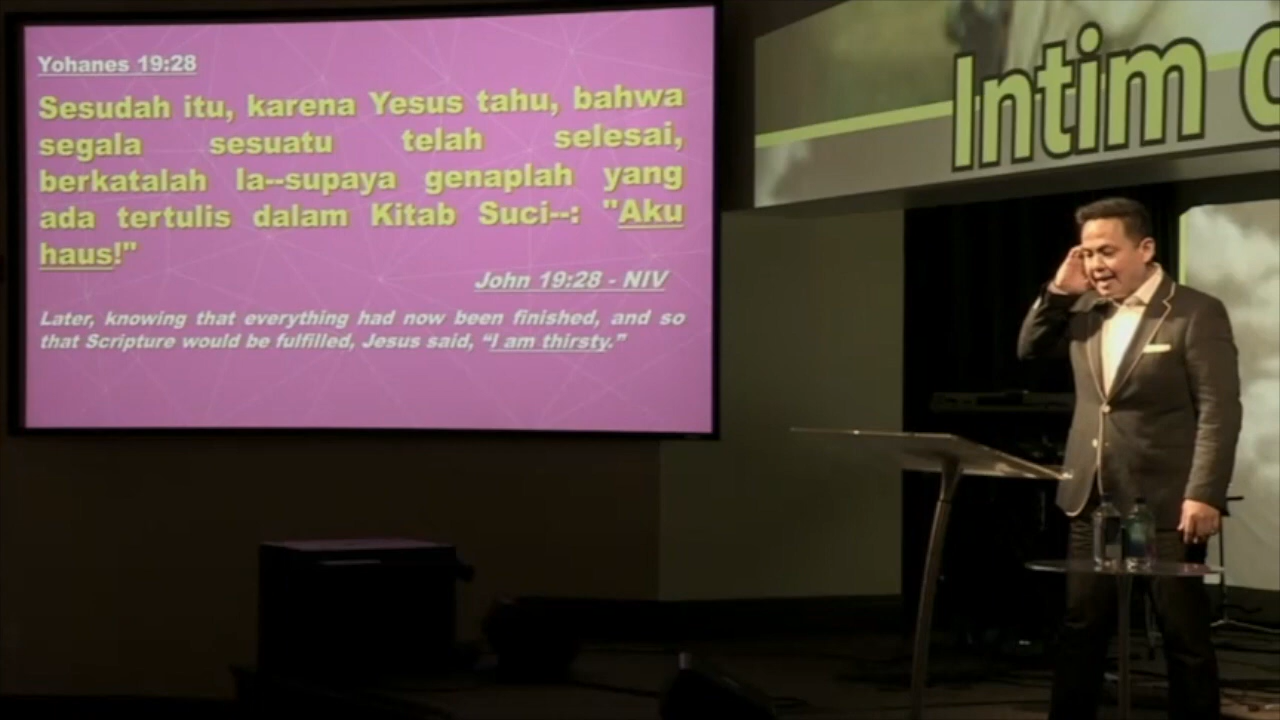 Yohanes 19:28
Sesudah itu, karena Yesus tahu, bahwa
segala sesuatu telah selesai,
berkatalah Ia--supaya genaplah yang
ada tertulis dalam Kitab Suci--: "Aku
haus!"
John 19:28 - NIV
Later, knowing that everything had now been finished, and so
that Scripture would be fulfilled, Jesus said, “I am thirsty.”
Intim